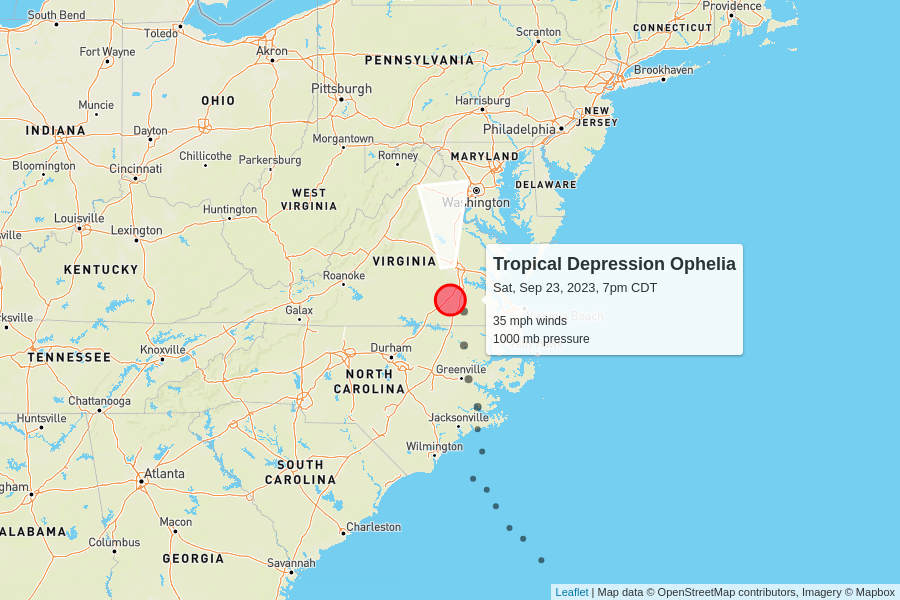 South Bend
Toledo
Providence
CONNECTICUT
Scranton
Fort Wayne
Akron
PENNSYLVANIA
Brookhaven
Pittsburgh
Muncie
OHIO
Harrisburg
NEW
JERSEY
INDIANA
Dayton
Philadelphia
Morgantown
Chillicothe
Parkersburg
Romney
MARYLAND
Bloomington
Cincinnati
DELAWARE
WEST
VIRGINIA
Washington
Huntington
Louisville
ville
Lexington
KENTUCKY
VIRGINIA
Roanoke
Tropical Depression Ophelia
Sat, Sep 23, 2023, 7pm CDT
35 mph winds
1000 mb pressure
Beach
Galax
ksville
Durham
Knoxville
TENNESSEE
Greenville
NORTH
CAROLINA
Chattanooga
Huntsville
Jacksonville
Wilmington
SOUTH
CAROLINA
Atlanta
gham
Macon
Charleston
ALABAMA
Columbus
GEORGIA
Savannah
Leaflet | Map data © OpenStreetMap contributors, Imagery © Mapbox